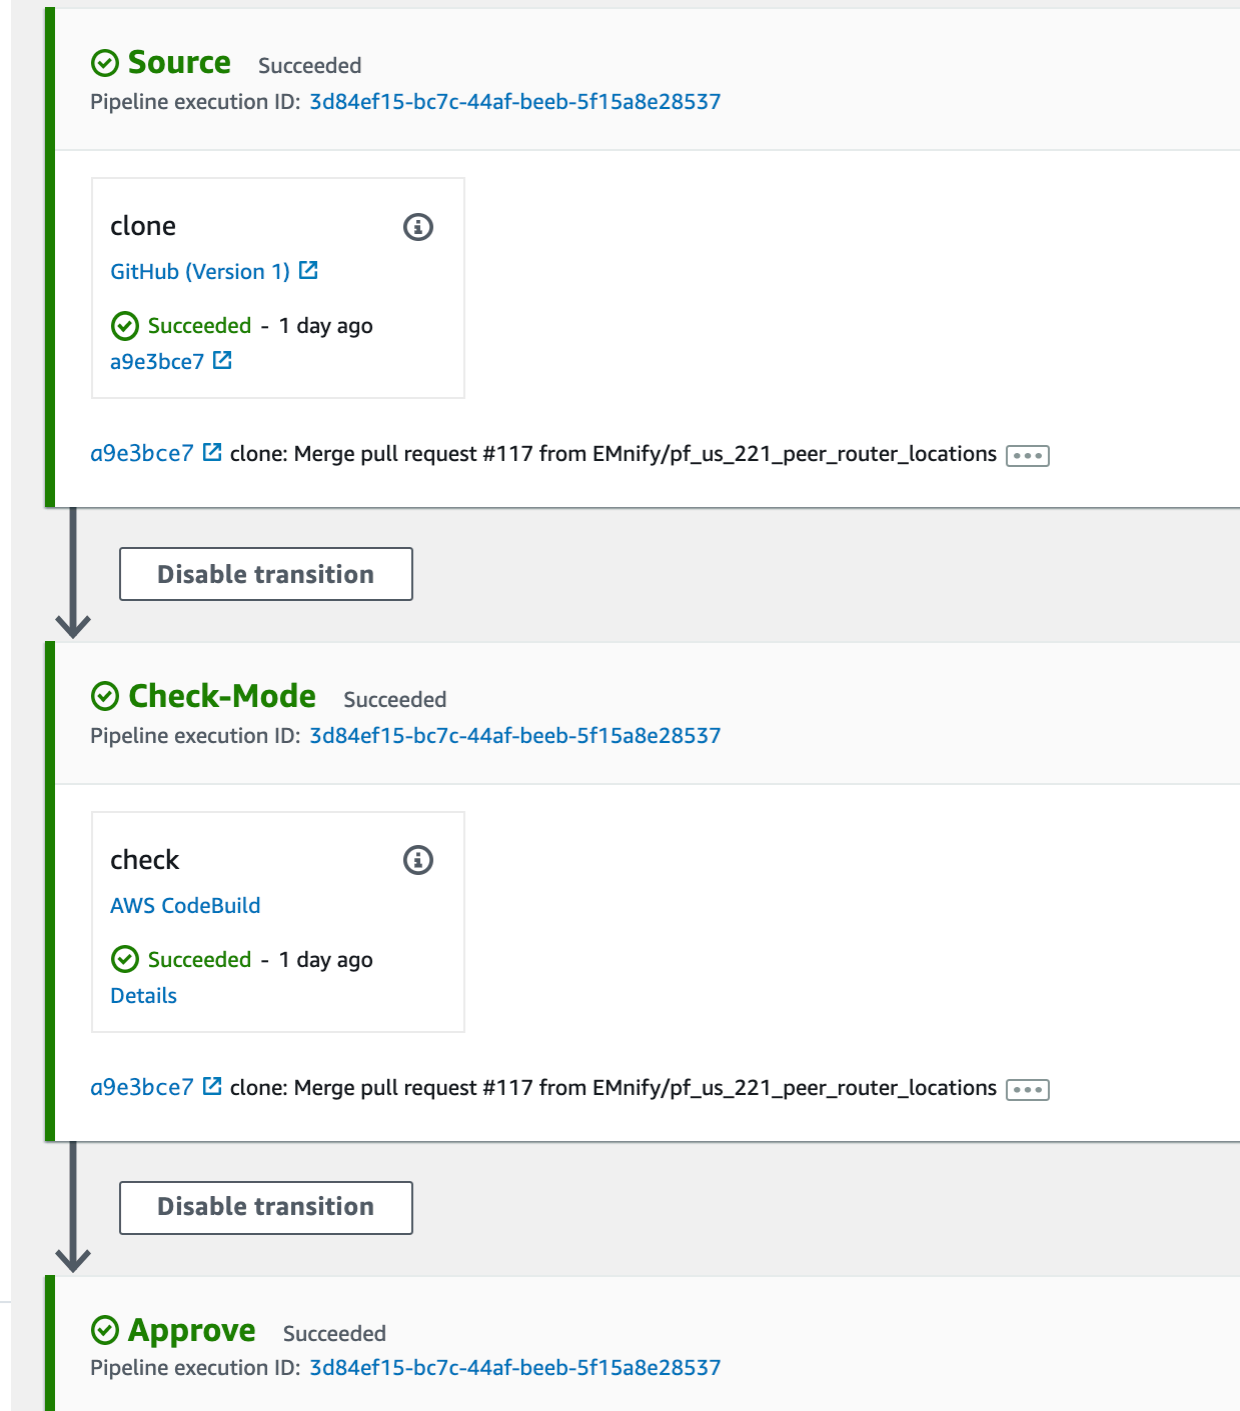 Source Succeeded
Pipeline execution ID: 3d84ef15-bc7c-44af-beeb-5f15a8e28537
clone
GitHub (Version 1)
Succeeded - 1 day ago
a9e3bce7
a9e3bce7 clone: Merge pull request #117 from EMnify/pf_us_221_peer_router_locations
Disable transition
Check-Mode Succeeded
Pipeline execution ID: 3d84ef15-bc7c-44af-beeb-5f15a8e28537
check
AWS CodeBuild
Succeeded - 1 day ago
Details
a9e3bce7 clone: Merge pull request #117 from EMnify/pf_us_221_peer_router_locations
Disable transition
Approve Succeeded
Pipeline execution ID: 3d84ef15-bc7c-44af-beeb-5f15a8e28537